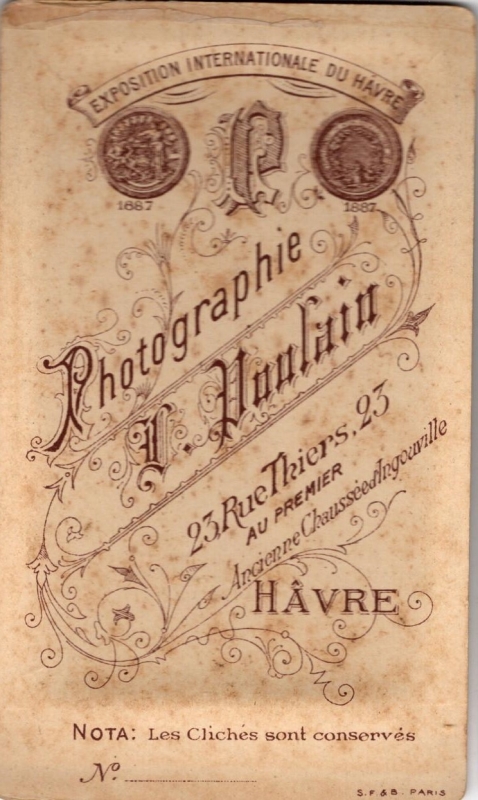 EXPOSITION INTERNATIONALE DU HÂVRE
1887 1887
Photographie
L. Poulain
23, Rue Thiers, 23
AU PREMIER
Ancienne Chaussée d'Ingouville
HÂVRE
NOTA: Les Clichés sont conservés
No
S.F & B. PARIS